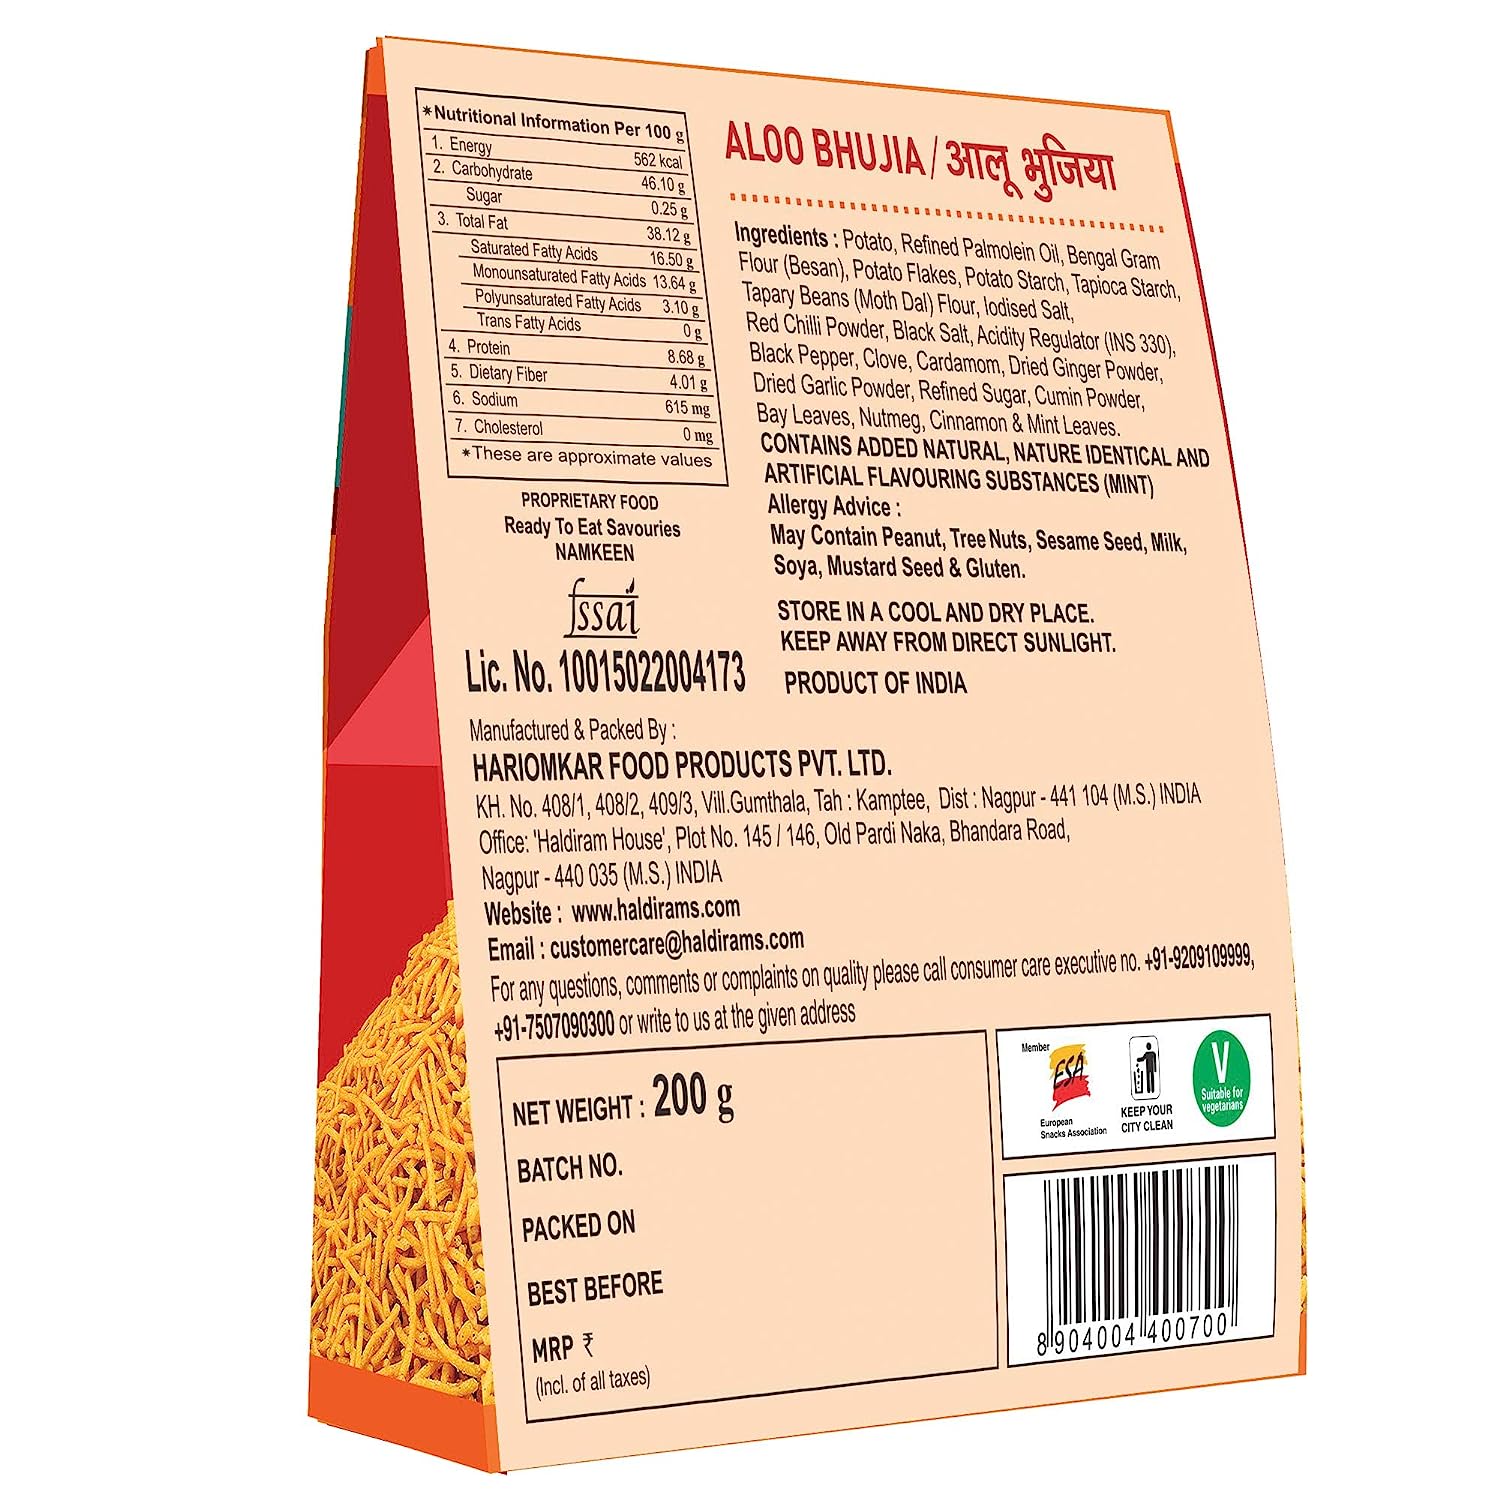 *Nutritional Information Per 100 g
1. Energy 562 kcal
2. Carbohydrate 46.10 g
Sugar 0.25 g
3. Total Fat 38.12 g
Saturated Fatty Acids 16.50 g
Monounsaturated Fatty Acids 13.64 g
Polyunsaturated Fatty Acids 3.10 g
Trans Fatty Acids 0 g
4. Protein 8.68 g
5. Dietary Fiber 4.01 g
6. Sodium 615 mg
7. Cholesterol 0 mg
*These are approximate values
PROPRIETARY FOOD
Ready To Eat Savouries
NAMKEEN
fssai
Lic. No. 10015022004173
ALOO BHUJIA / आलू भुजिया
Ingredients : Potato, Refined Palmolein Oil, Bengal Gram
Flour (Besan), Potato Flakes, Potato Starch, Tapioca Starch,
Tapary Beans (Moth Dal) Flour, Iodised Salt,
Red Chilli Powder, Black Salt, Acidity Regulator (INS 330),
Black Pepper, Clove, Cardamom, Dried Ginger Powder,
Dried Garlic Powder, Refined Sugar, Cumin Powder,
Bay Leaves, Nutmeg, Cinnamon & Mint Leaves.
CONTAINS ADDED NATURAL, NATURE IDENTICAL AND
ARTIFICIAL FLAVOURING SUBSTANCES (MINT)
Allergy Advice :
May Contain Peanut, Tree Nuts, Sesame Seed, Milk,
Soya, Mustard Seed & Gluten.
STORE IN A COOL AND DRY PLACE.
KEEP AWAY FROM DIRECT SUNLIGHT.
PRODUCT OF INDIA
Manufactured & Packed By :
HARIOMKAR FOOD PRODUCTS PVT. LTD.
KH. No. 408/1, 408/2, 409/3, Vill.Gumthala, Tah : Kamptee, Dist : Nagpur - 441 104 (M.S.) INDIA
Office: 'Haldiram House', Plot No. 145 / 146, Old Pardi Naka, Bhandara Road,
Nagpur - 440 035 (M.S.) INDIA
Website : www.haldirams.com
Email : customercare@haldirams.com
For any questions, comments or complaints on quality please call consumer care executive no. +91-9209109999,
+91-7507090300 or write to us at the given address
NET WEIGHT : 200 g
BATCH NO.
PACKED ON
BEST BEFORE
MRP ₹
(Incl. of all taxes)
Member
ESA
European
Snacks Association
KEEP YOUR
CITY CLEAN
V
Suitable for
vegetarians
8 904004 400700